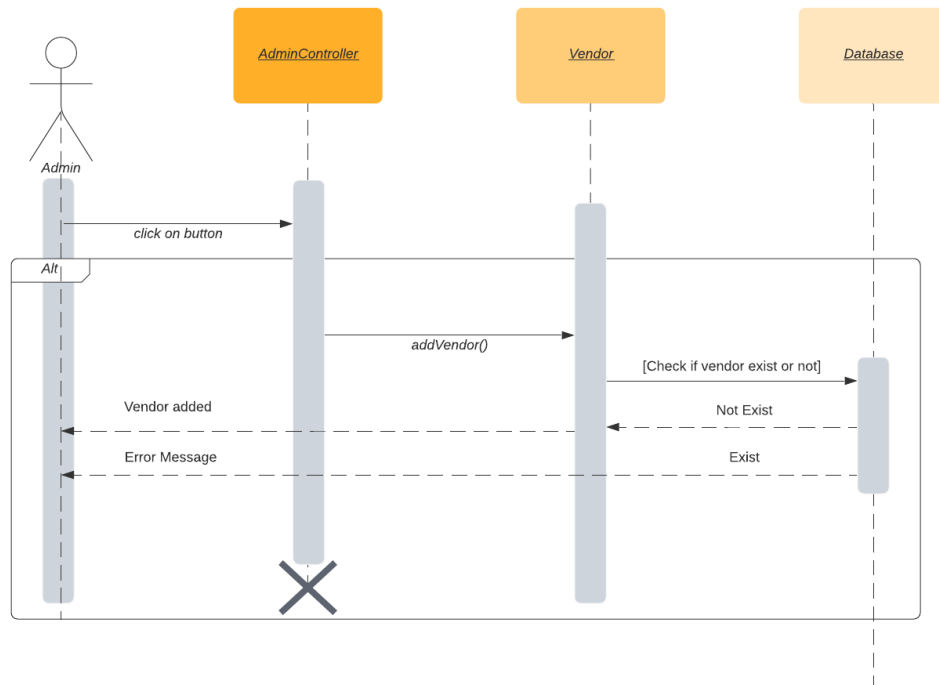 AdminController
Vendor
Database
Admin
click on button
Alt
addVendor()
[Check if vendor exist or not]
Vendor added
Not Exist
Error Message
Exist